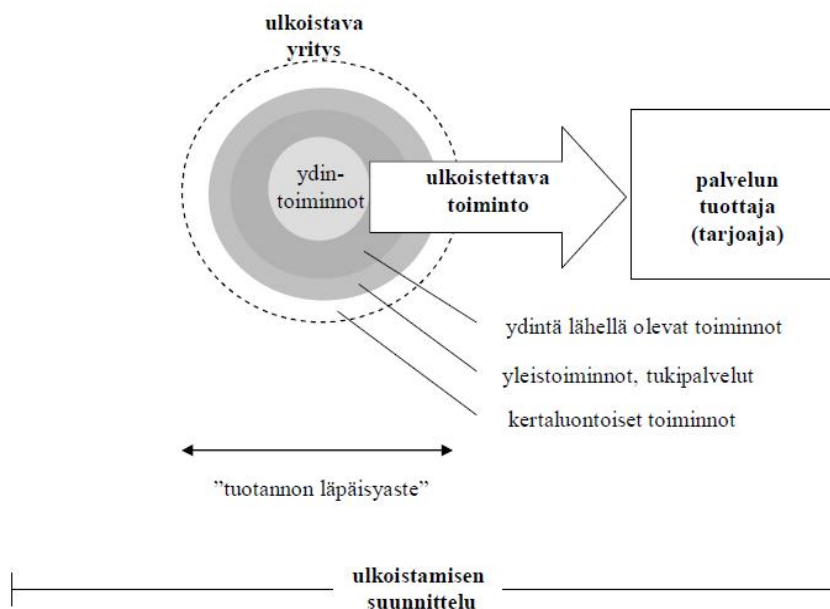 ulkoistava
yritys
ydin-
toiminnot
ulkoistettava
toiminto
palvelun
tuottaja
(tarjoaja)
ydintä lähellä olevat toiminnot
yleistoiminnot, tukipalvelut
kertaluontoiset toiminnot
”tuotannon läpäisyaste”
ulkoistamisen
suunnittelu